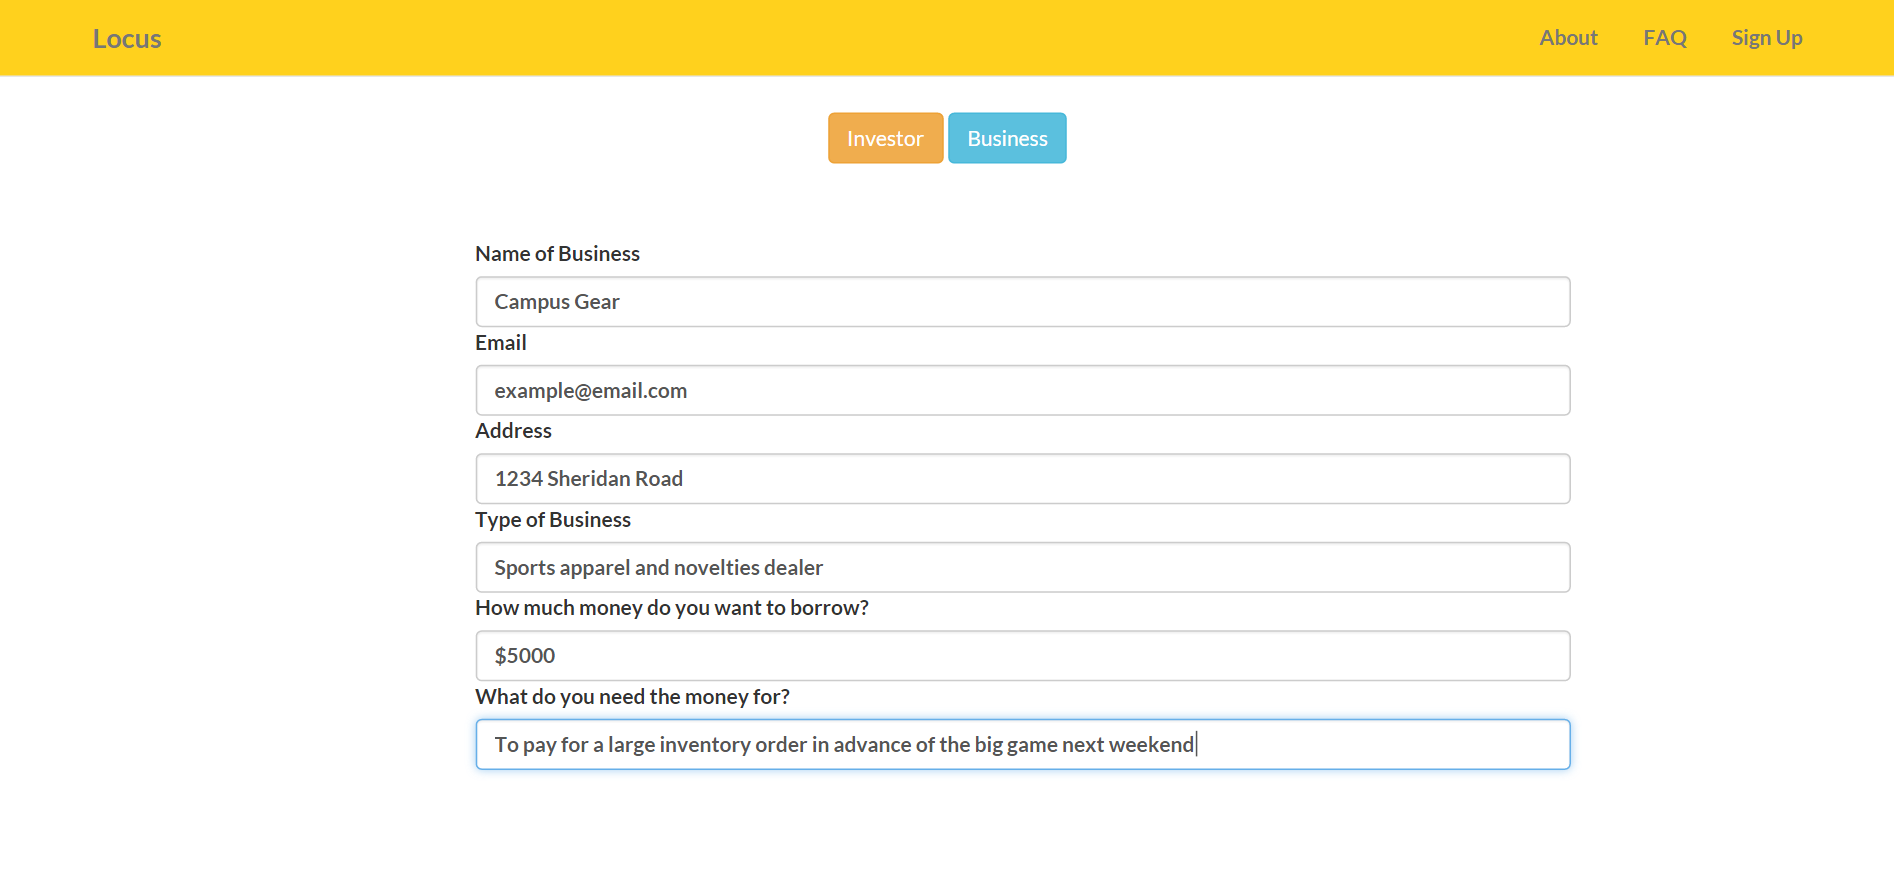 Locus About FAQ Sign Up
Investor Business
Name of Business
Campus Gear
Email
example@email.com
Address
1234 Sheridan Road
Type of Business
Sports apparel and novelties dealer
How much money do you want to borrow?
$5000
What do you need the money for?
To pay for a large inventory order in advance of the big game next weekend